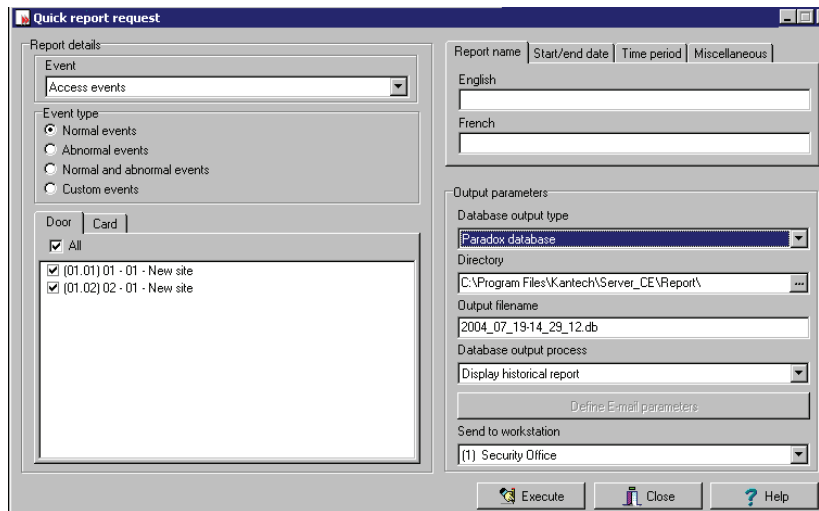 Quick report request
Report details
Event
Access events
Event type
Normal events
Abnormal events
Normal and abnormal events
Custom events
Door Card
All
(01.01) 01 - 01 - New site
(01.02) 02 - 01 - New site
Report name Start/end date Time period Miscellaneous
English
French
Output parameters
Database output type
Paradox database
Directory
C:\Program Files\Kantech\Server_CE\Report\
...
Output filename
2004_07_19-14_29_12.db
Database output process
Display historical report
Define E-mail parameters
Send to workstation
(1) Security Office
Execute Close Help